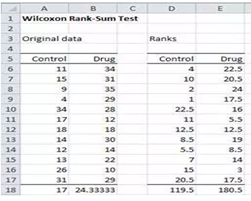 A B C D E
1 Wilcoxon Rank-Sum Test
2
3 Original data Ranks
4
5 Control Drug Control Drug
6 11 34 4 22.5
7 15 31 10 20.5
8 9 35 2 24
9 4 29 1 17.5
10 34 28 22.5 16
11 17 12 11 5.5
12 18 18 12.5 12.5
13 14 30 8.5 19
14 12 14 5.5 8.5
15 13 22 7 14
16 26 10 15 3
17 31 29 20.5 17.5
18 17 24.33333 119.5 180.5